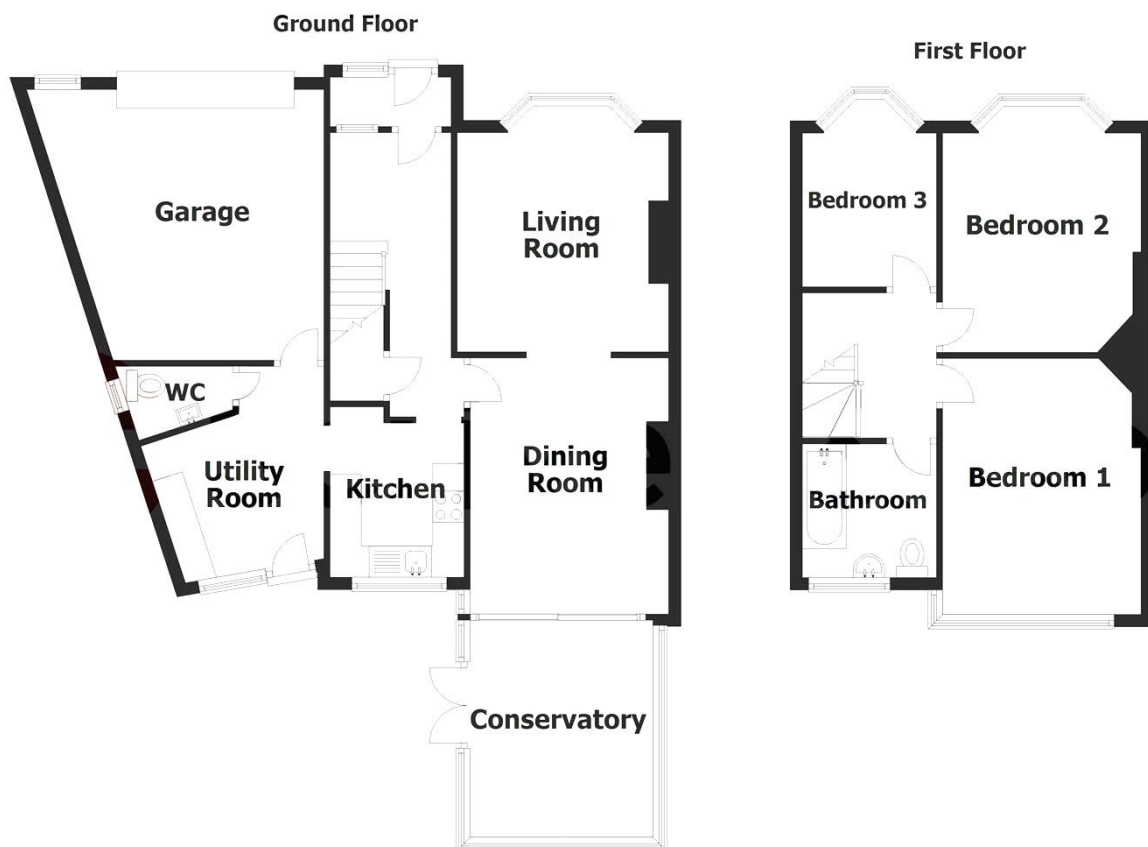 Ground Floor
First Floor
Garage
Living
Room
Bedroom 3
Bedroom 2
WC
Utility
Room
Kitchen
Dining
Room
Bathroom
Bedroom 1
Conservatory